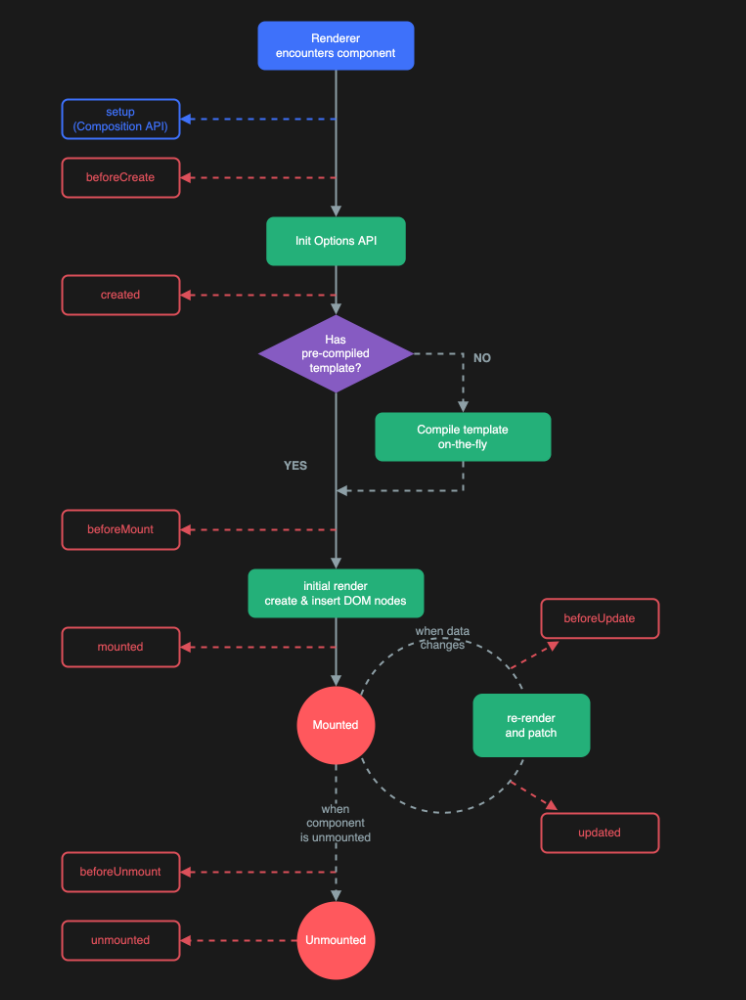 Renderer
encounters component
setup
(Composition API)
beforeCreate
Init Options API
created
Has
pre-compiled
template?
NO
Compile template
on-the-fly
YES
beforeMount
initial render
create & insert DOM nodes
beforeUpdate
when data
changes
mounted
Mounted
re-render
and patch
when
component
is unmounted
updated
beforeUnmount
unmounted
Unmounted